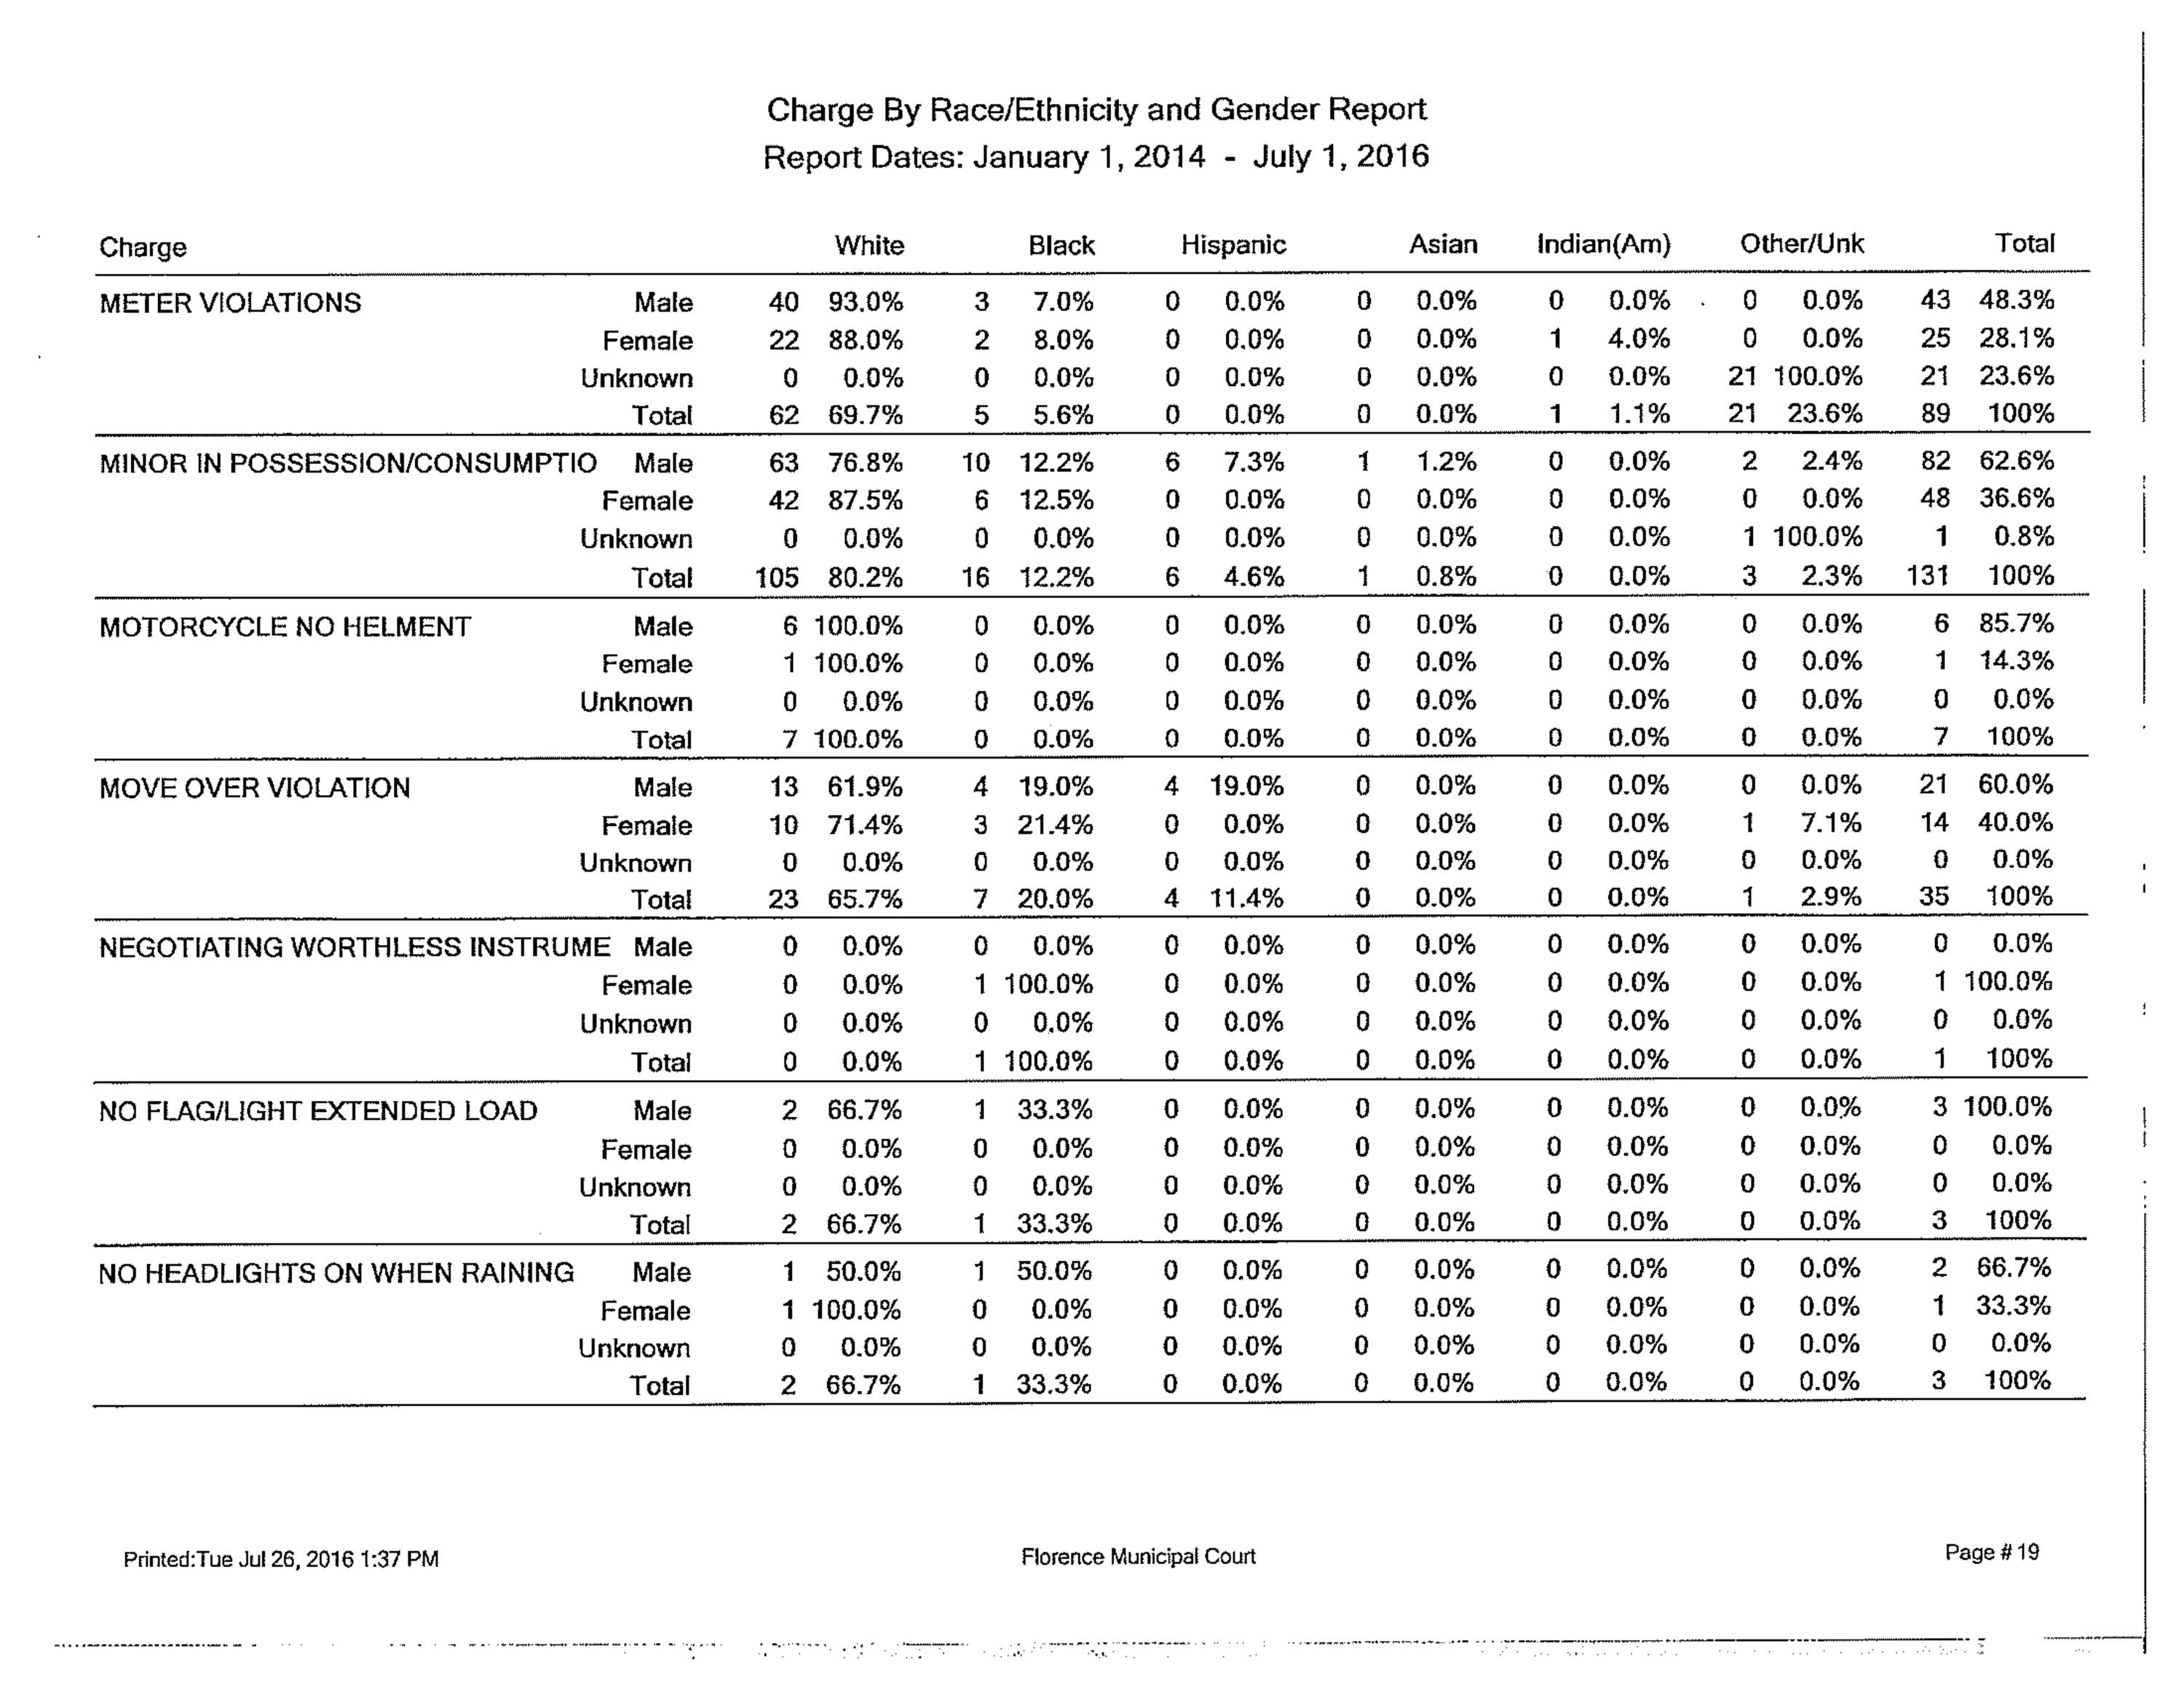 Charge By Race/Ethnicity and Gender Report
Report Dates: January 1, 2014 - July 1, 2016
Charge White Black Hispanic Asian Indian(Am) Other/Unk Total
METER VIOLATIONS Male 40 93.0% 3 7.0% 0 0.0% 0 0.0% 0 0.0% 0 0.0% 43 48.3%
Female 22 88.0% 2 8.0% 0 0.0% 0 0.0% 1 4.0% 0 0.0% 25 28.1%
Unknown 0 0.0% 0 0.0% 0 0.0% 0 0.0% 0 0.0% 21 100.0% 21 23.6%
Total 62 69.7% 5 5.6% 0 0.0% 0 0.0% 1 1.1% 21 23.6% 89 100%
MINOR IN POSSESSION/CONSUMPTIO Male 63 76.8% 10 12.2% 6 7.3% 1 1.2% 0 0.0% 2 2.4% 82 62.6%
Female 42 87.5% 6 12.5% 0 0.0% 0 0.0% 0 0.0% 0 0.0% 48 36.6%
Unknown 0 0.0% 0 0.0% 0 0.0% 0 0.0% 0 0.0% 1 100.0% 1 0.8%
Total 105 80.2% 16 12.2% 6 4.6% 1 0.8% 0 0.0% 3 2.3% 131 100%
MOTORCYCLE NO HELMENT Male 6 100.0% 0 0.0% 0 0.0% 0 0.0% 0 0.0% 0 0.0% 6 85.7%
Female 1 100.0% 0 0.0% 0 0.0% 0 0.0% 0 0.0% 0 0.0% 1 14.3%
Unknown 0 0.0% 0 0.0% 0 0.0% 0 0.0% 0 0.0% 0 0.0% 0 0.0%
Total 7 100.0% 0 0.0% 0 0.0% 0 0.0% 0 0.0% 0 0.0% 7 100%
MOVE OVER VIOLATION Male 13 61.9% 4 19.0% 4 19.0% 0 0.0% 0 0.0% 0 0.0% 21 60.0%
Female 10 71.4% 3 21.4% 0 0.0% 0 0.0% 0 0.0% 1 7.1% 14 40.0%
Unknown 0 0.0% 0 0.0% 0 0.0% 0 0.0% 0 0.0% 0 0.0% 0 0.0%
Total 23 65.7% 7 20.0% 4 11.4% 0 0.0% 0 0.0% 1 2.9% 35 100%
NEGOTIATING WORTHLESS INSTRUME Male 0 0.0% 0 0.0% 0 0.0% 0 0.0% 0 0.0% 0 0.0% 0 0.0%
Female 0 0.0% 1 100.0% 0 0.0% 0 0.0% 0 0.0% 0 0.0% 1 100.0%
Unknown 0 0.0% 0 0.0% 0 0.0% 0 0.0% 0 0.0% 0 0.0% 0 0.0%
Total 0 0.0% 1 100.0% 0 0.0% 0 0.0% 0 0.0% 0 0.0% 1 100%
NO FLAG/LIGHT EXTENDED LOAD Male 2 66.7% 1 33.3% 0 0.0% 0 0.0% 0 0.0% 0 0.0% 3 100.0%
Female 0 0.0% 0 0.0% 0 0.0% 0 0.0% 0 0.0% 0 0.0% 0 0.0%
Unknown 0 0.0% 0 0.0% 0 0.0% 0 0.0% 0 0.0% 0 0.0% 0 0.0%
Total 2 66.7% 1 33.3% 0 0.0% 0 0.0% 0 0.0% 0 0.0% 3 100%
NO HEADLIGHTS ON WHEN RAINING Male 1 50.0% 1 50.0% 0 0.0% 0 0.0% 0 0.0% 0 0.0% 2 66.7%
Female 1 100.0% 0 0.0% 0 0.0% 0 0.0% 0 0.0% 0 0.0% 1 33.3%
Unknown 0 0.0% 0 0.0% 0 0.0% 0 0.0% 0 0.0% 0 0.0% 0 0.0%
Total 2 66.7% 1 33.3% 0 0.0% 0 0.0% 0 0.0% 0 0.0% 3 100%
Printed:Tue Jul 26, 2016 1:37 PM Florence Municipal Court Page # 19